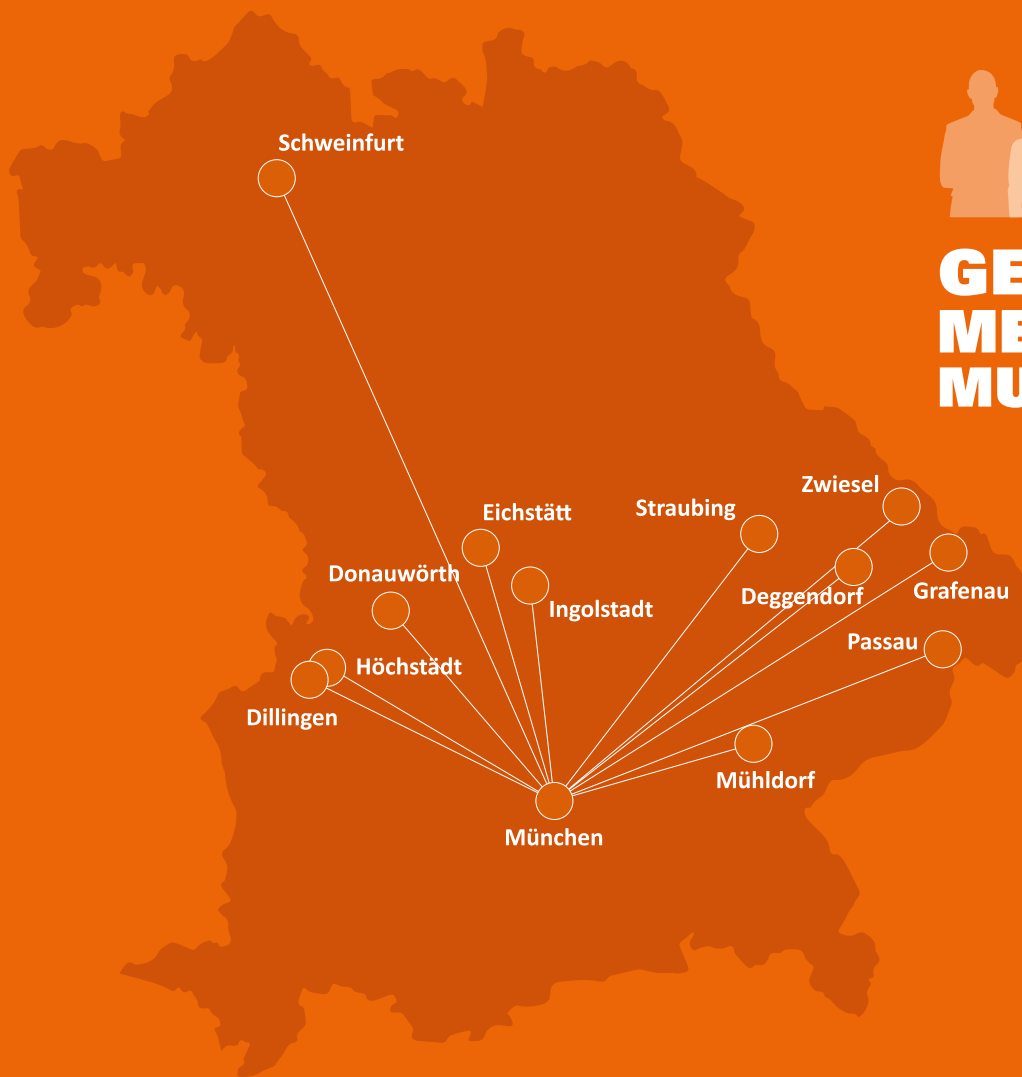 Schweinfurt
GE
ME
MU
Zwiesel
Straubing
Eichstätt
Donauwörth
Deggendorf
Grafenau
Ingolstadt
Passau
Höchstädt
Dillingen
Mühldorf
München